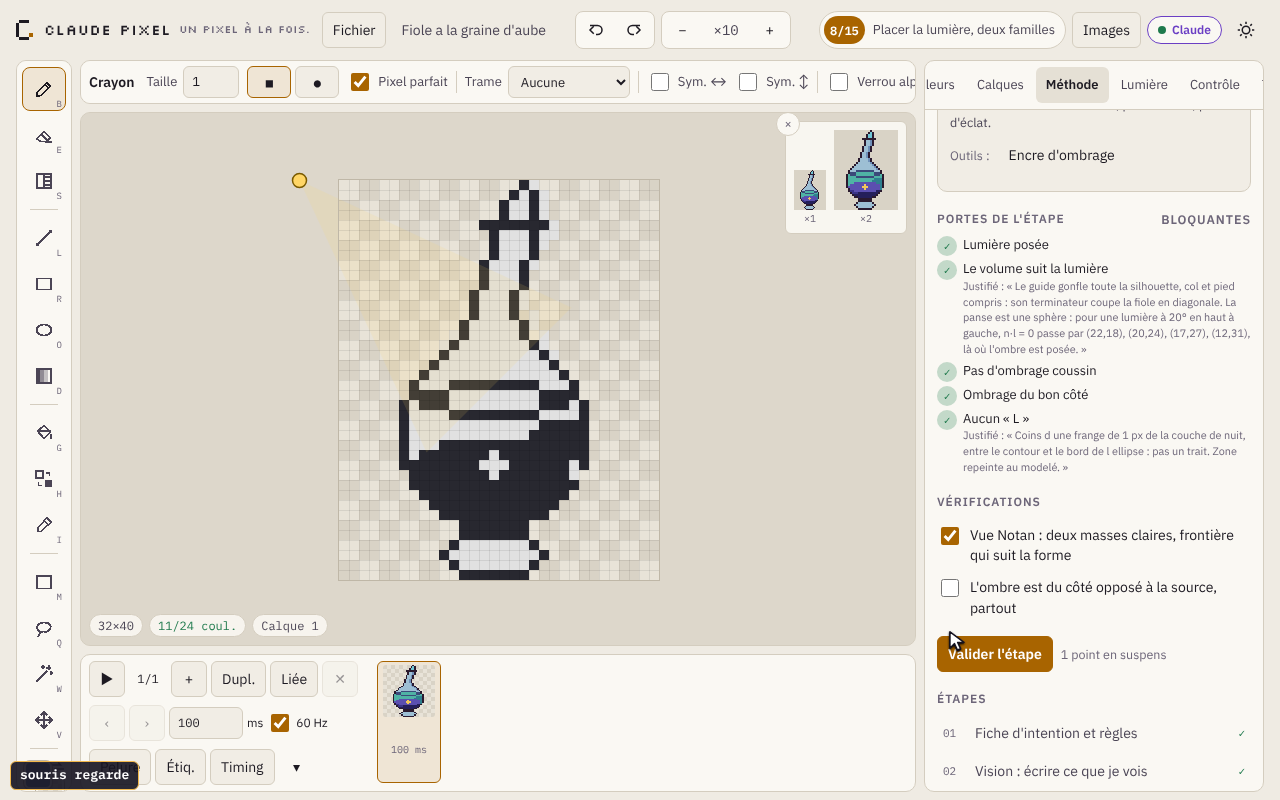 CLAUDE PIXEL UN PIXEL À LA FOIS. Fichier Fiole a la graine d'aube − ×10 + 8/15 Placer la lumière, deux familles Images Claude
Crayon Taille 1 Pixel parfait Trame Aucune Sym. ↔ Sym. ↕ Verrou alp
leurs Calques Méthode Lumière Contrôle
B
E
S
L
R
O
D
G
H
I
M
Q
W
V
×
×1 ×2
32×40 11/24 coul. Calque 1
d'éclat.
Outils : Encre d'ombrage
PORTES DE L'ÉTAPE BLOQUANTES
✓ Lumière posée
✓ Le volume suit la lumière
Justifié : « Le guide gonfle toute la silhouette, col et pied
compris : son terminateur coupe la fiole en diagonale. La
panse est une sphère : pour une lumière à 20° en haut à
gauche, n·l = 0 passe par (22,18), (20,24), (17,27), (12,31),
là où l'ombre est posée. »
✓ Pas d'ombrage coussin
✓ Ombrage du bon côté
✓ Aucun « L »
Justifié : « Coins d une frange de 1 px de la couche de nuit,
entre le contour et le bord de l ellipse : pas un trait. Zone
repeinte au modelé. »
VÉRIFICATIONS
Vue Notan : deux masses claires, frontière
qui suit la forme
L'ombre est du côté opposé à la source,
partout
Valider l'étape 1 point en suspens
ÉTAPES
01 Fiche d'intention et règles ✓
02 Vision : écrire ce que je vois ✓
▶ 1/1 + Dupl. Liée ×
‹ › 100 ms 60 Hz
Étiq. Timing ▼
100 ms
souris regarde